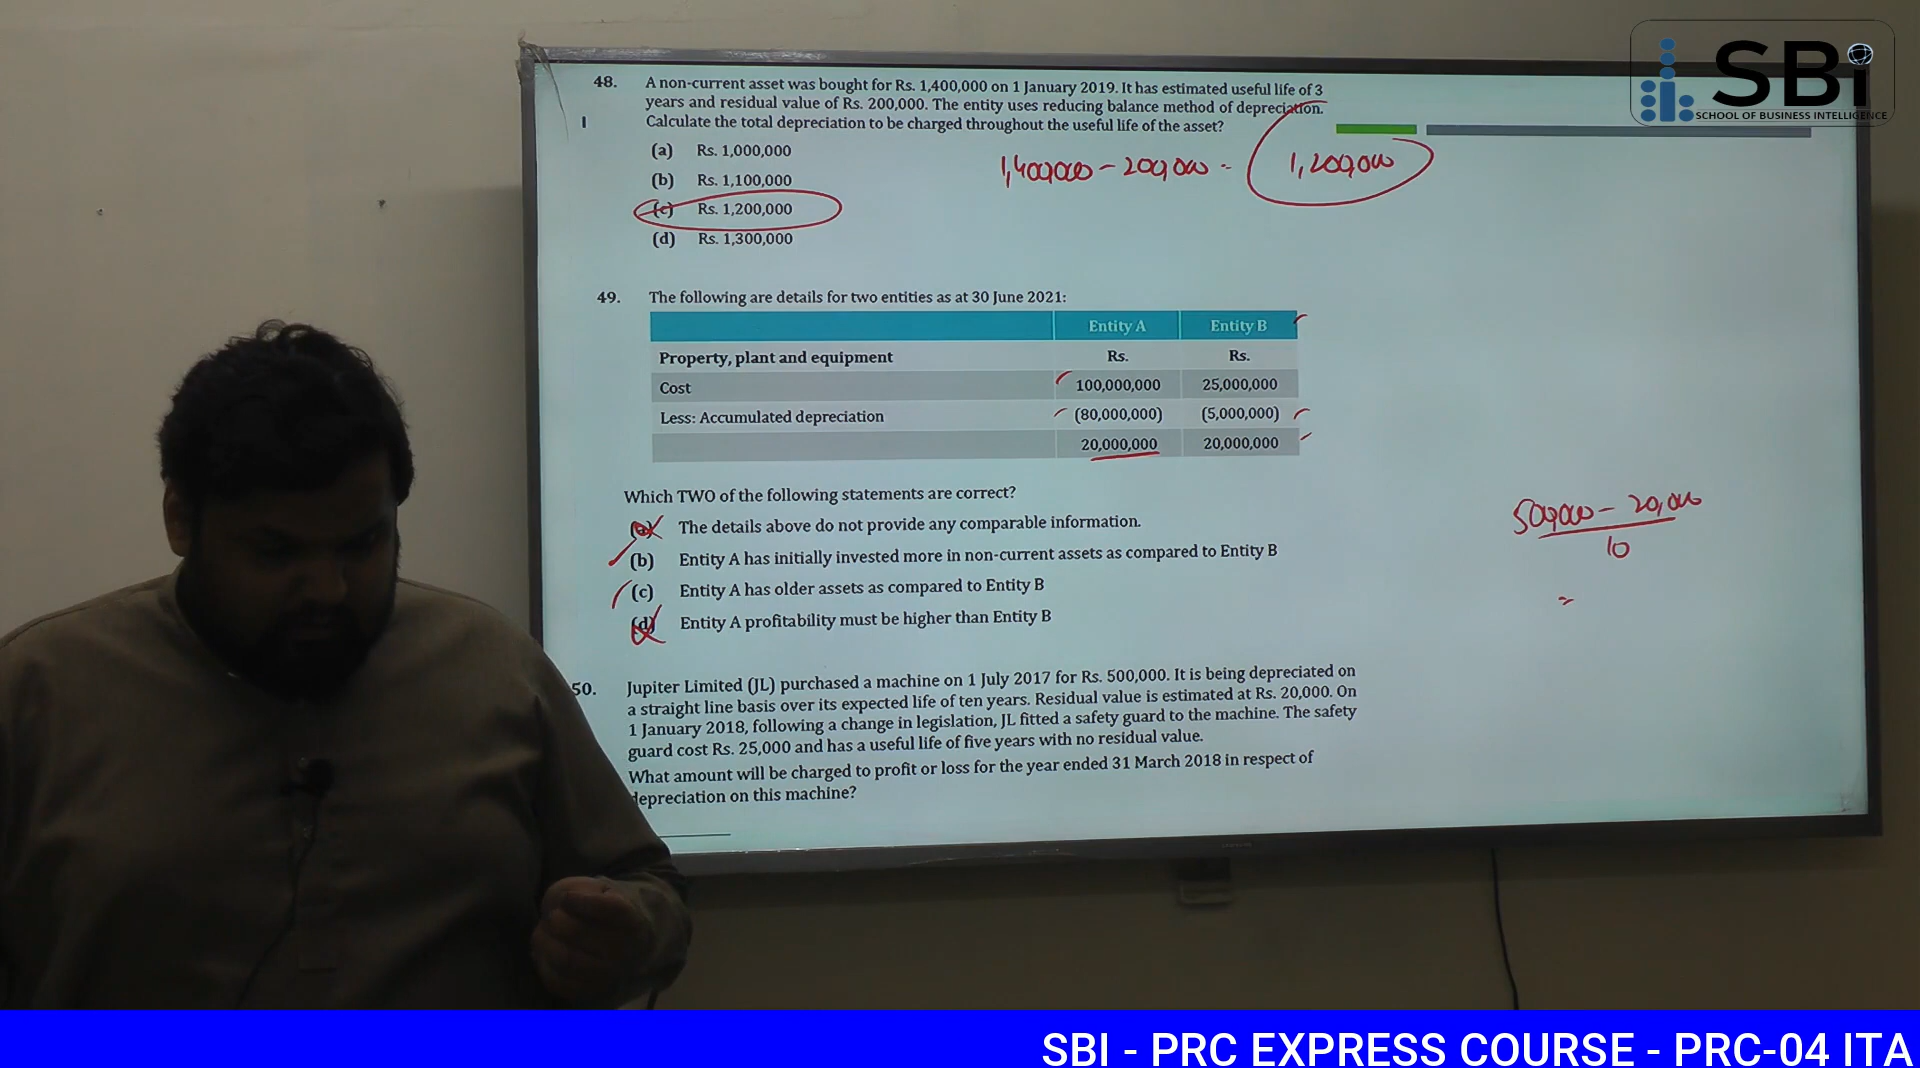 SBi
SCHOOL OF BUSINESS INTELLIGENCE
48. A non-current asset was bought for Rs. 1,400,000 on 1 January 2019. It has estimated useful life of 3
years and residual value of Rs. 200,000. The entity uses reducing balance method of depreciation.
Calculate the total depreciation to be charged throughout the useful life of the asset?
(a) Rs. 1,000,000
(b) Rs. 1,100,000
(c) Rs. 1,200,000
(d) Rs. 1,300,000
1,400,000 - 200,000 = 1,200,000
49. The following are details for two entities as at 30 June 2021:
Entity A Entity B
Property, plant and equipment Rs. Rs.
Cost 100,000,000 25,000,000
Less: Accumulated depreciation (80,000,000) (5,000,000)
20,000,000 20,000,000
Which TWO of the following statements are correct?
(a) The details above do not provide any comparable information.
(b) Entity A has initially invested more in non-current assets as compared to Entity B
(c) Entity A has older assets as compared to Entity B
(d) Entity A profitability must be higher than Entity B
500,000 - 20,000
10
=
50. Jupiter Limited (JL) purchased a machine on 1 July 2017 for Rs. 500,000. It is being depreciated on
a straight line basis over its expected life of ten years. Residual value is estimated at Rs. 20,000. On
1 January 2018, following a change in legislation, JL fitted a safety guard to the machine. The safety
guard cost Rs. 25,000 and has a useful life of five years with no residual value.
What amount will be charged to profit or loss for the year ended 31 March 2018 in respect of
depreciation on this machine?
SBI - PRC EXPRESS COURSE - PRC-04 ITA